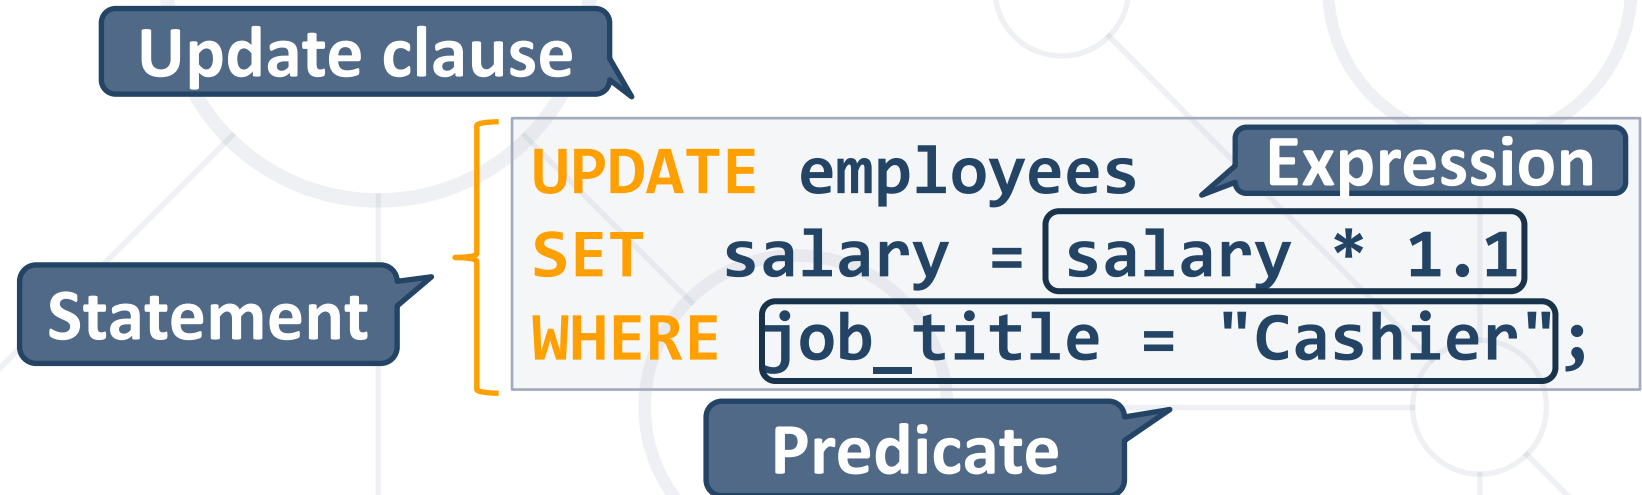 Update clause
UPDATE employees
Expression
SET salary = salary * 1.1
Statement
WHERE job_title = "Cashier";
Predicate